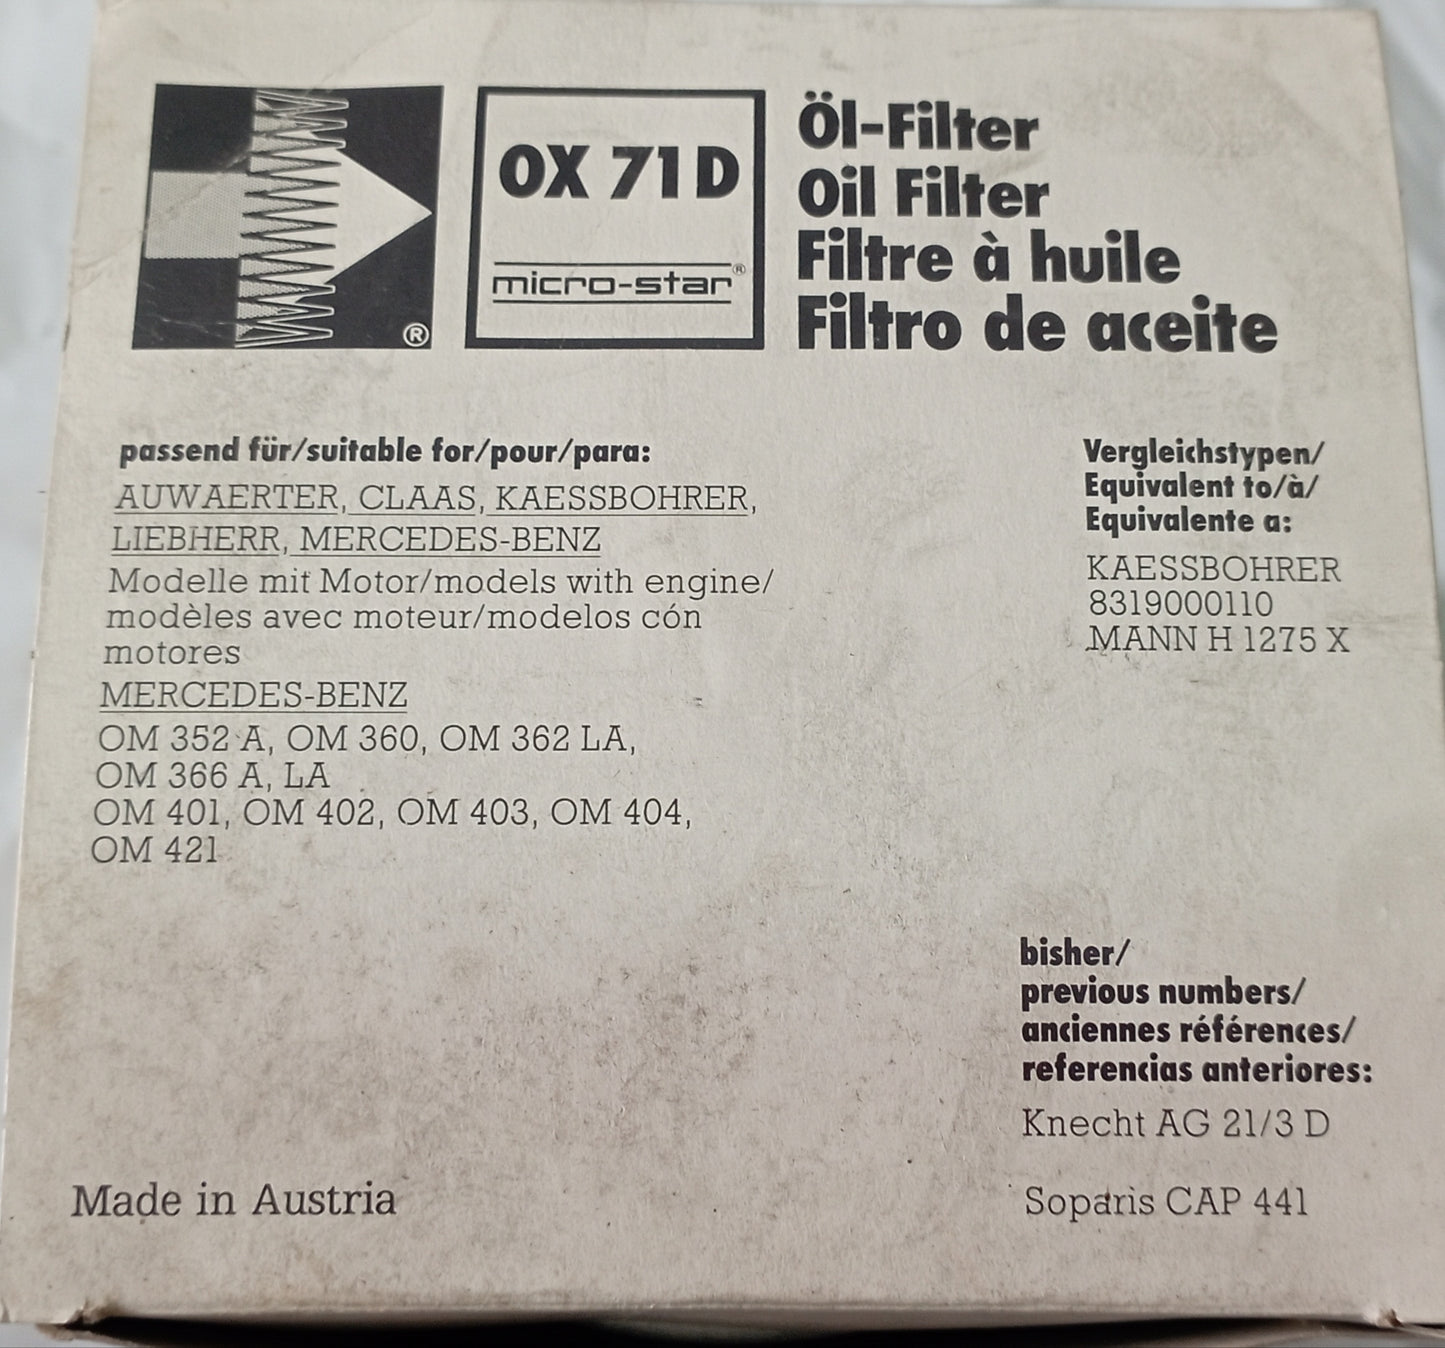 OX 71 D
micro-star®
®
Öl-Filter
Oil Filter
Filtre à huile
Filtro de aceite
passend für/suitable for/pour/para:
AUWAERTER, CLAAS, KAESSBOHRER,
LIEBHERR, MERCEDES-BENZ
Modelle mit Motor/models with engine/
modèles avec moteur/modelos cón
motores
MERCEDES-BENZ
OM 352 A, OM 360, OM 362 LA,
OM 366 A, LA
OM 401, OM 402, OM 403, OM 404,
OM 421
Vergleichstypen/
Equivalent to/à/
Equivalente a:
KAESSBOHRER
8319000110
MANN H 1275 X
bisher/
previous numbers/
anciennes références/
referencias anteriores:
Knecht AG 21/3 D
Soparis CAP 441
Made in Austria